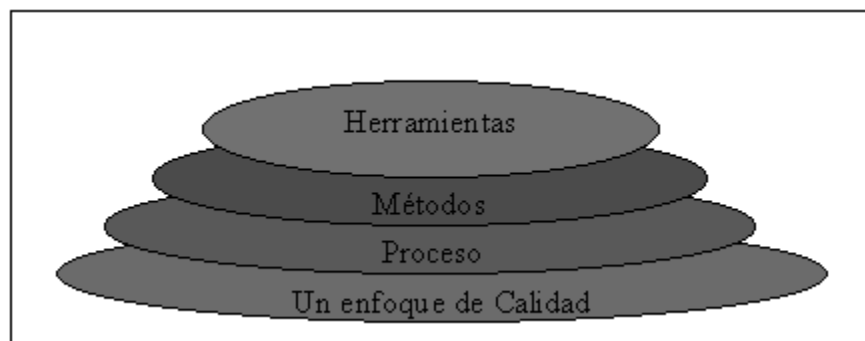 Herramientas
Métodos
Proceso
Un enfoque de Calidad